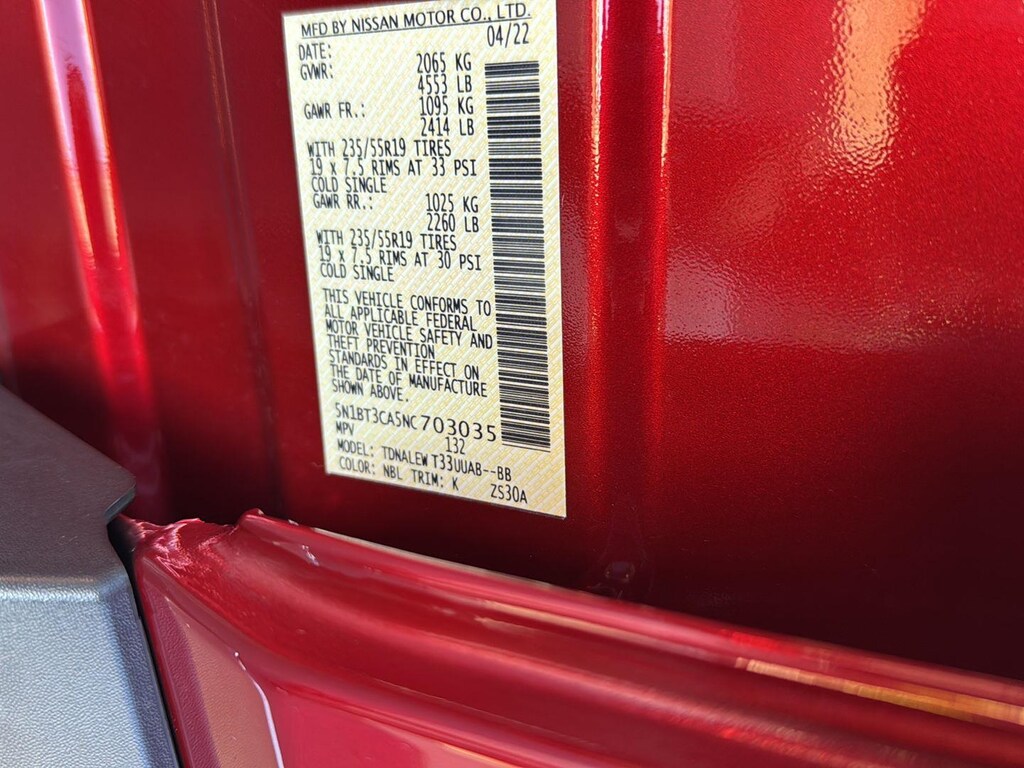 MFD BY NISSAN MOTOR CO., LTD.
DATE: 04/22
GVWR: 2065 KG
4553 LB
GAWR FR.: 1095 KG
2414 LB
WITH 235/55R19 TIRES
19 x 7.5 RIMS AT 33 PSI
COLD SINGLE
GAWR RR.: 1025 KG
2260 LB
WITH 235/55R19 TIRES
19 x 7.5 RIMS AT 30 PSI
COLD SINGLE
THIS VEHICLE CONFORMS TO
ALL APPLICABLE FEDERAL
MOTOR VEHICLE SAFETY AND
THEFT PREVENTION
STANDARDS IN EFFECT ON
THE DATE OF MANUFACTURE
SHOWN ABOVE.
5N1BT3CA5NC703035
MPV 132
MODEL: TDNALEW T33UUAB--BB
COLOR: NBL TRIM: K ZS30A